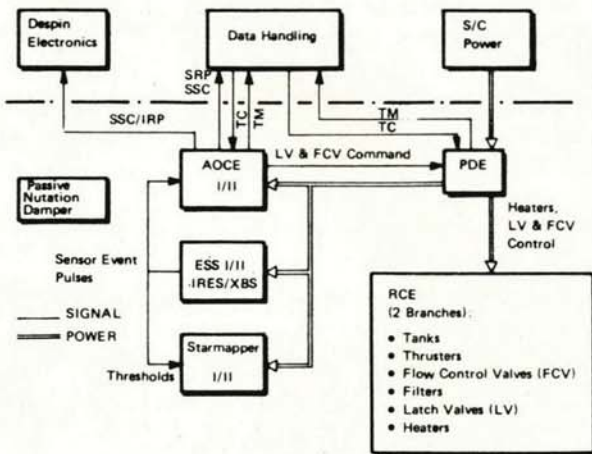 Despin
Electronics
Data Handling
S/C
Power
SRP
SSC
TC
TM
TM
TC
SSC/IRP
AOCE
I/II
LV & FCV Command
PDE
Passive
Nutation
Damper
Heaters,
LV & FCV
Control
Sensor Event
Pulses
ESS I/II
IRES/XBS
SIGNAL
POWER
Starmapper
I/II
Thresholds
RCE
(2 Branches):
• Tanks
• Thrusters
• Flow Control Valves (FCV)
• Filters
• Latch Valves (LV)
• Heaters